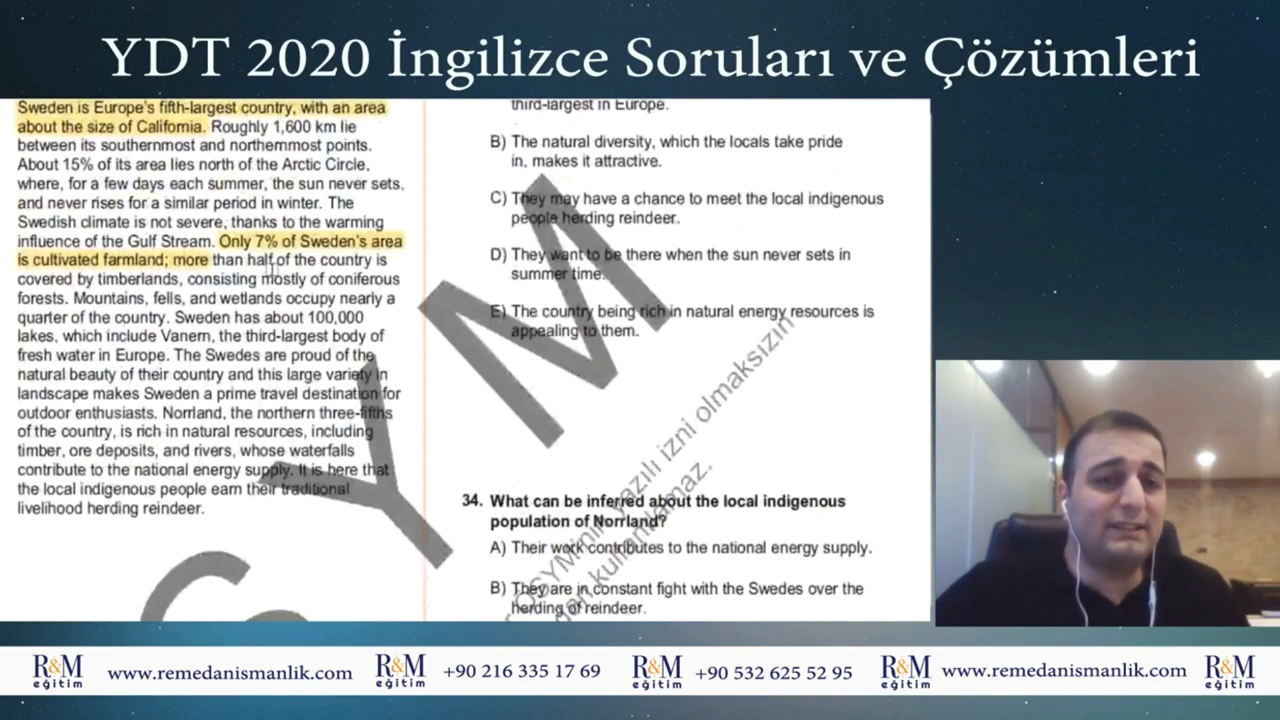 YDT 2020 İngilizce Soruları ve Çözümleri
Sweden is Europe's fifth-largest country, with an area
about the size of California. Roughly 1,600 km lie
between its southernmost and northernmost points.
About 15% of its area lies north of the Arctic Circle,
where, for a few days each summer, the sun never sets,
and never rises for a similar period in winter. The
Swedish climate is not severe, thanks to the warming
influence of the Gulf Stream. Only 7% of Sweden's area
is cultivated farmland; more than half of the country is
covered by timberlands, consisting mostly of coniferous
forests. Mountains, fells, and wetlands occupy nearly a
quarter of the country. Sweden has about 100,000
lakes, which include Vanern, the third-largest body of
fresh water in Europe. The Swedes are proud of the
natural beauty of their country and this large variety in
landscape makes Sweden a prime travel destination for
outdoor enthusiasts. Norrland, the northern three-fifths
of the country, is rich in natural resources, including
timber, ore deposits, and rivers, whose waterfalls
contribute to the national energy supply. It is here that
the local indigenous people earn their traditional
livelihood herding reindeer.
third-largest in Europe.
B) The natural diversity, which the locals take pride
in, makes it attractive.
C) They may have a chance to meet the local indigenous
people herding reindeer.
D) They want to be there when the sun never sets in
summer time.
E) The country being rich in natural energy resources is
appealing to them.
34. What can be inferred about the local indigenous
population of Norrland?
A) Their work contributes to the national energy supply.
B) They are in constant fight with the Swedes over the
herding of reindeer.
SYM
ÖSYM'nin yazılı izni olmaksızın
kullanılamaz.
R&M eğitim www.remedanismanlik.com R&M eğitim +90 216 335 17 69 R&M eğitim +90 532 625 52 95 R&M eğitim www.remedanismanlik.com R&M eğitim